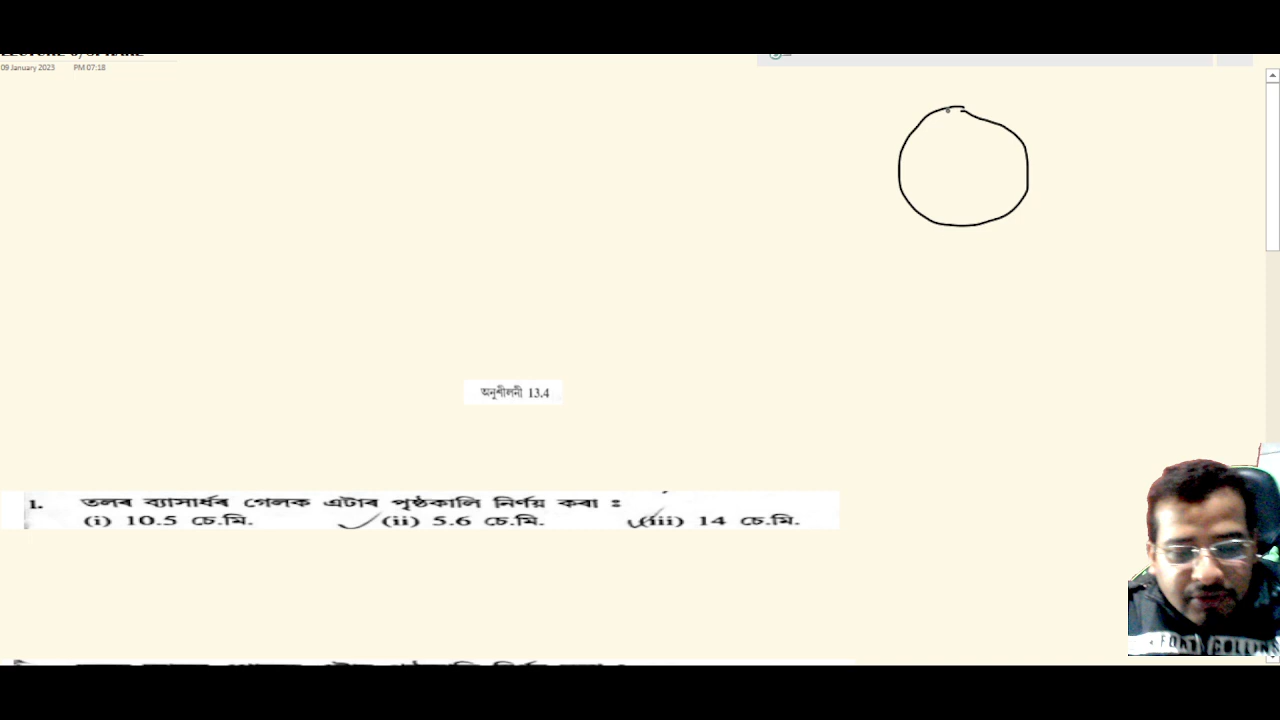 09 January 2023 PM 07:18
অনুশীলনী 13.4
1. তলৰ ব্যাসাৰ্ধৰ গোলক এটাৰ পৃষ্ঠকালি নিৰ্ণয় কৰা ঃ
(i) 10.5 চে.মি. (ii) 5.6 চে.মি. (iii) 14 চে.মি.